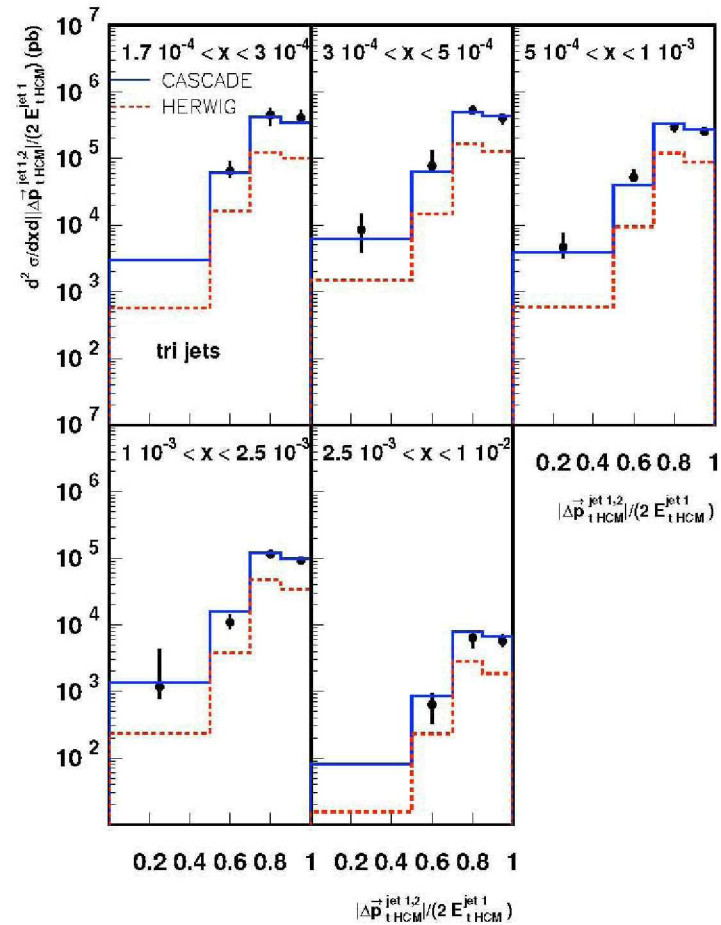 d² σ/dxd||Δp⃗ jet1,2 t HCM|/(2 E jet 1 t HCM) (pb)
10⁷
10⁶
10⁵
10⁴
10³
10²
10⁷
1.7 10⁻⁴ < x < 3 10⁻⁴
CASCADE
HERWIG
tri jets
3 10⁻⁴ < x < 5 10⁻⁴
5 10⁻⁴ < x < 1 10⁻³
0.2 0.4 0.6 0.8 1
|Δp⃗ jet 1,2 t HCM|/(2 E jet 1 t HCM)
10⁶
10⁵
10⁴
10³
10²
1 10⁻³ < x < 2.5 10⁻³
2.5 10⁻³ < x < 1 10⁻²
0.2 0.4 0.6 0.8 1
0.2 0.4 0.6 0.8 1
|Δp⃗ jet 1,2 t HCM|/(2 E jet 1 t HCM)